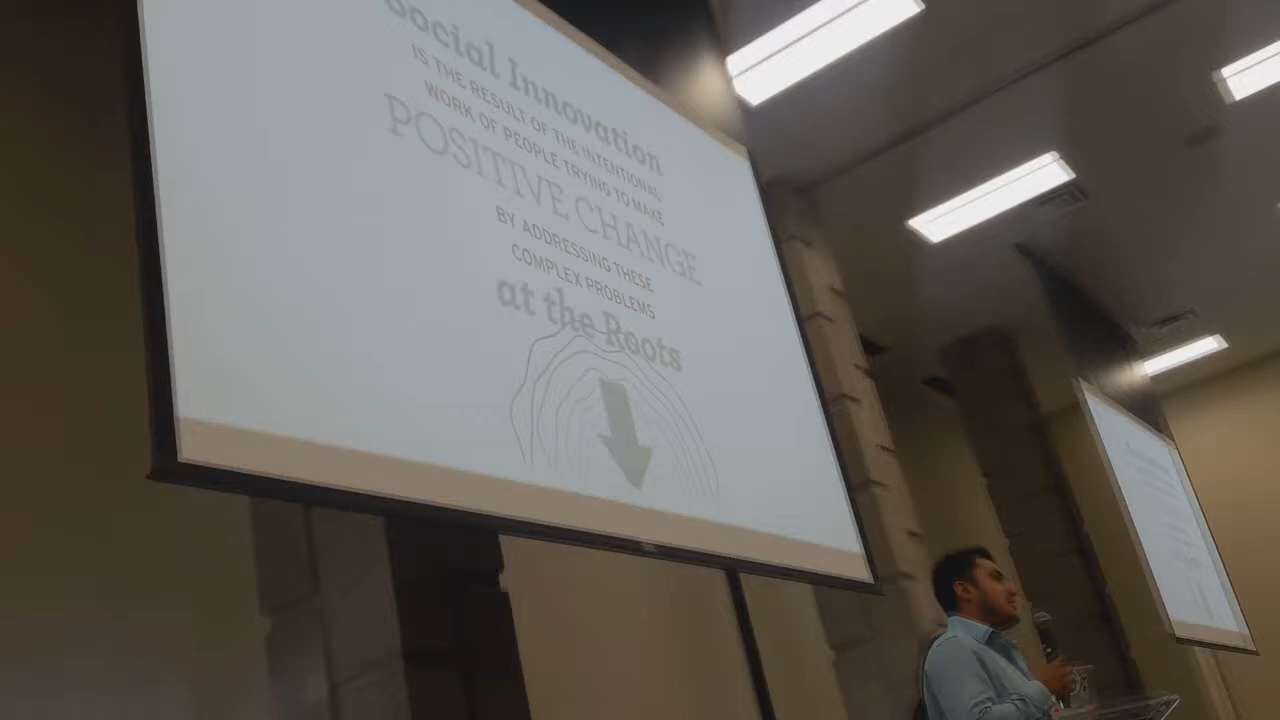 Social Innovation
IS THE RESULT OF THE INTENTIONAL
WORK OF PEOPLE TRYING TO MAKE
POSITIVE CHANGE
BY ADDRESSING THESE
COMPLEX PROBLEMS
at the Roots